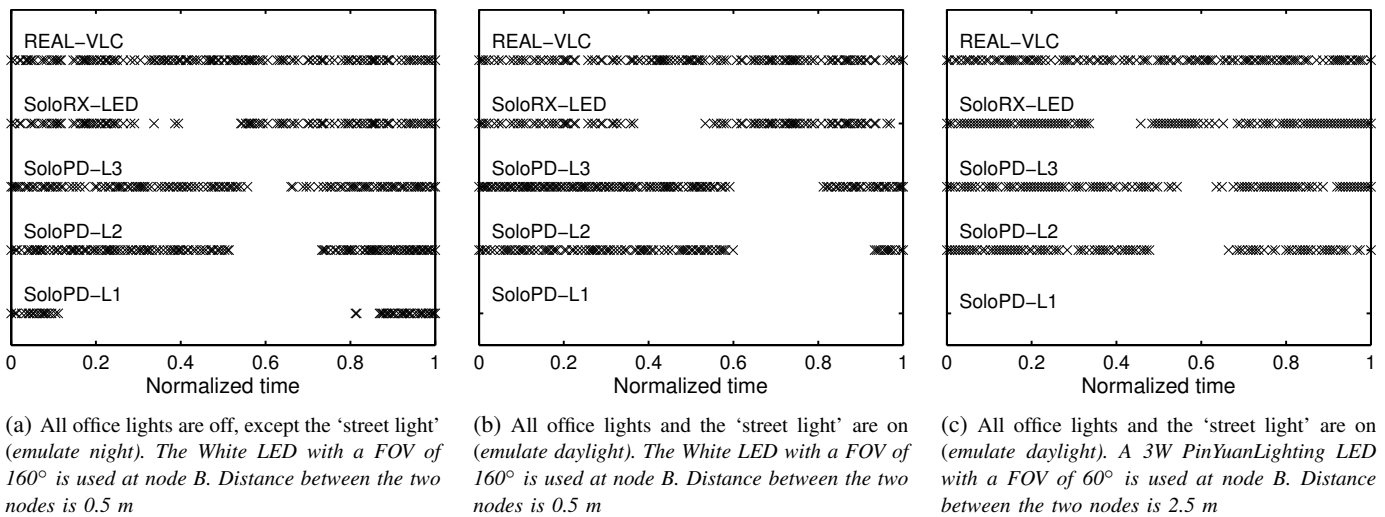 REAL−VLC
SoloRX−LED
SoloPD−L3
SoloPD−L2
SoloPD−L1
0 0.2 0.4 0.6 0.8 1
Normalized time
(a) All office lights are off, except the ‘street light’
(emulate night). The White LED with a FOV of
160° is used at node B. Distance between the two
nodes is 0.5 m
REAL−VLC
SoloRX−LED
SoloPD−L3
SoloPD−L2
SoloPD−L1
0 0.2 0.4 0.6 0.8 1
Normalized time
(b) All office lights and the ‘street light’ are on
(emulate daylight). The White LED with a FOV of
160° is used at node B. Distance between the two
nodes is 0.5 m
REAL−VLC
SoloRX−LED
SoloPD−L3
SoloPD−L2
SoloPD−L1
0 0.2 0.4 0.6 0.8 1
Normalized time
(c) All office lights and the ‘street light’ are on
(emulate daylight). A 3W PinYuanLighting LED
with a FOV of 60° is used at node B. Distance
between the two nodes is 2.5 m